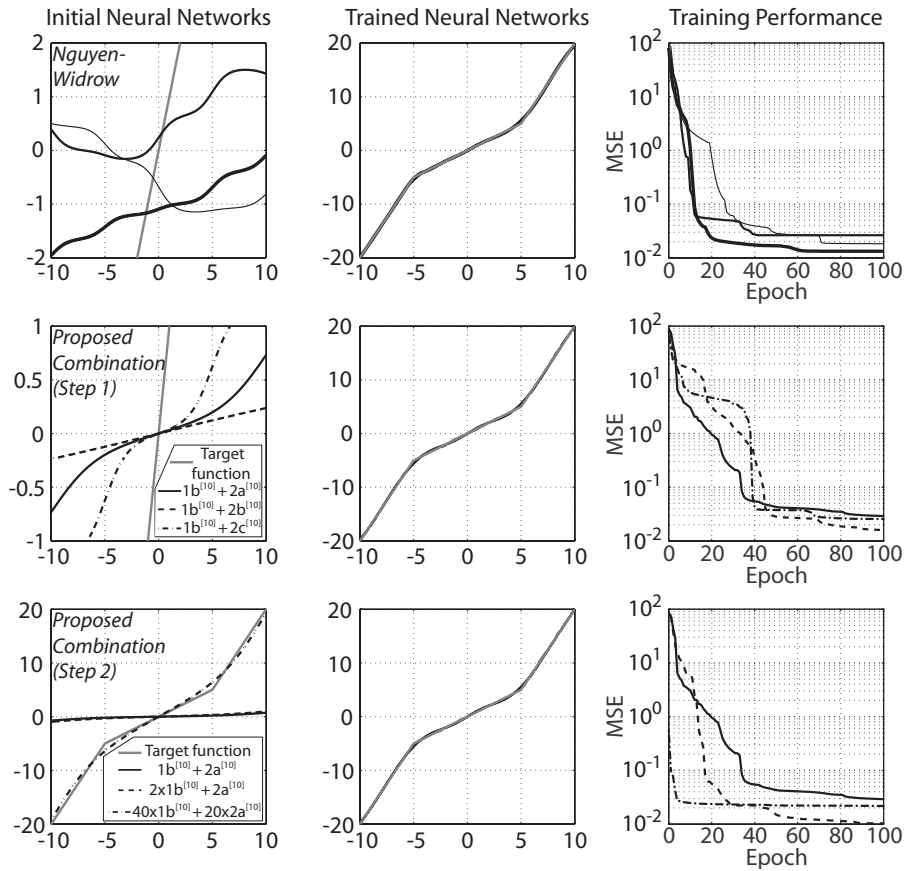 Initial Neural Networks
Trained Neural Networks
Training Performance
Nguyen-
Widrow
2
1
0
-1
-2
-10 -5 0 5 10
20
10
0
-10
-20
-10 -5 0 5 10
MSE
10^2
10^1
10^0
10^-1
10^-2
0 20 40 60 80 100
Epoch
Proposed
Combination
(Step 1)
1
0.5
0
-0.5
-1
-10 -5 0 5 10
Target
function
1b^[10] + 2a^[10]
1b^[10] + 2b^[10]
1b^[10] + 2c^[10]
20
10
0
-10
-20
-10 -5 0 5 10
MSE
10^2
10^1
10^0
10^-1
10^-2
0 20 40 60 80 100
Epoch
Proposed
Combination
(Step 2)
20
10
0
-10
-20
-10 -5 0 5 10
Target function
1b^[10] + 2a^[10]
2x1b^[10] + 2a^[10]
40x1b^[10] + 20x2a^[10]
20
10
0
-10
-20
-10 -5 0 5 10
MSE
10^2
10^1
10^0
10^-1
10^-2
0 20 40 60 80 100
Epoch